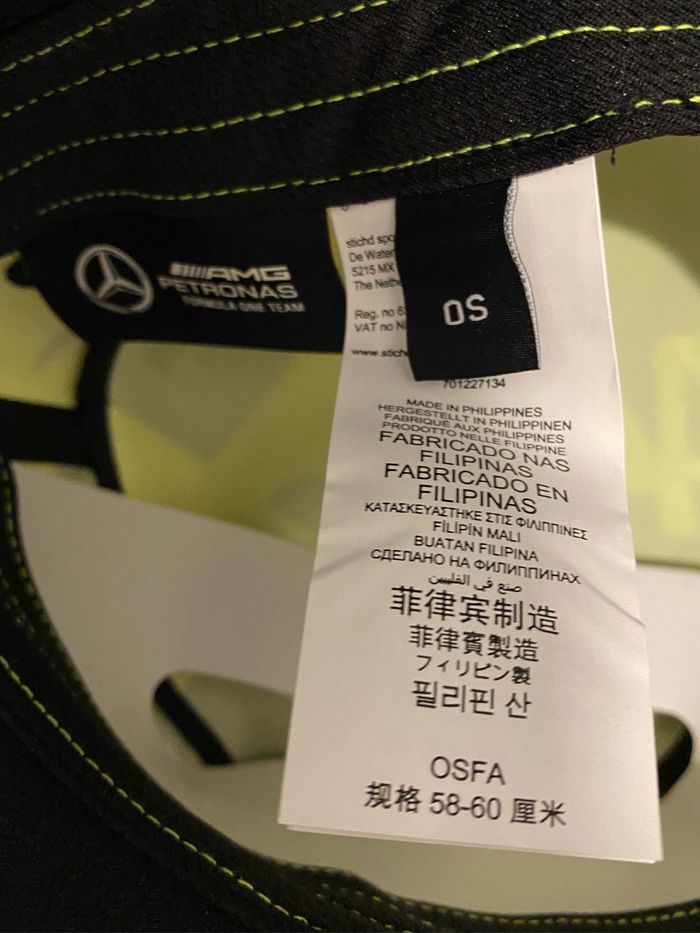 AMG
PETRONAS
FORMULA ONE TEAM
stichd
De Water
5215 MX
The
Reg. no
VAT no
OS
701227134
MADE IN PHILIPPINES
HERGESTELLT IN PHILIPPINEN
FABRIQUÉ AUX PHILIPPINES
PRODOTTO NELLE FILIPPINE
FABRICADO NAS
FILIPINAS
FABRICADO EN
FILIPINAS
ΚΑΤΑΣΚΕΥΑΣΤΗΚΕ ΣΤΙΣ ΦΙΛΙΠΠΙΝΕΣ
FİLİPİN MALI
BUATAN FILIPINA
СДЕЛАНО НА ФИЛИППИНАХ
صنع في الفلبين
菲律宾制造
菲律賓製造
フィリピン製
필리핀 산
OSFA
规格 58-60 厘米